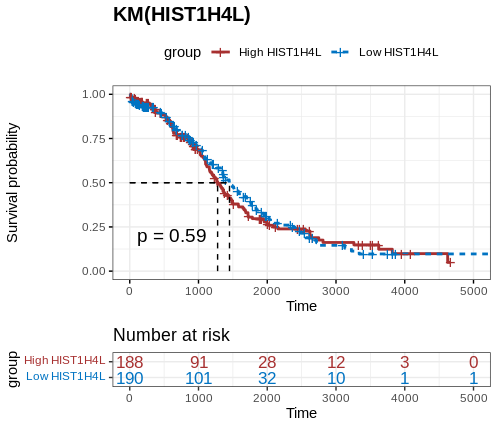 KM(HIST1H4L)
group High HIST1H4L Low HIST1H4L
Survival probability
1.00
0.75
0.50
0.25
0.00
p = 0.59
0 1000 2000 3000 4000 5000
Time
Number at risk
group
High HIST1H4L 188 91 28 12 3 0
Low HIST1H4L 190 101 32 10 1 1
0 1000 2000 3000 4000 5000
Time